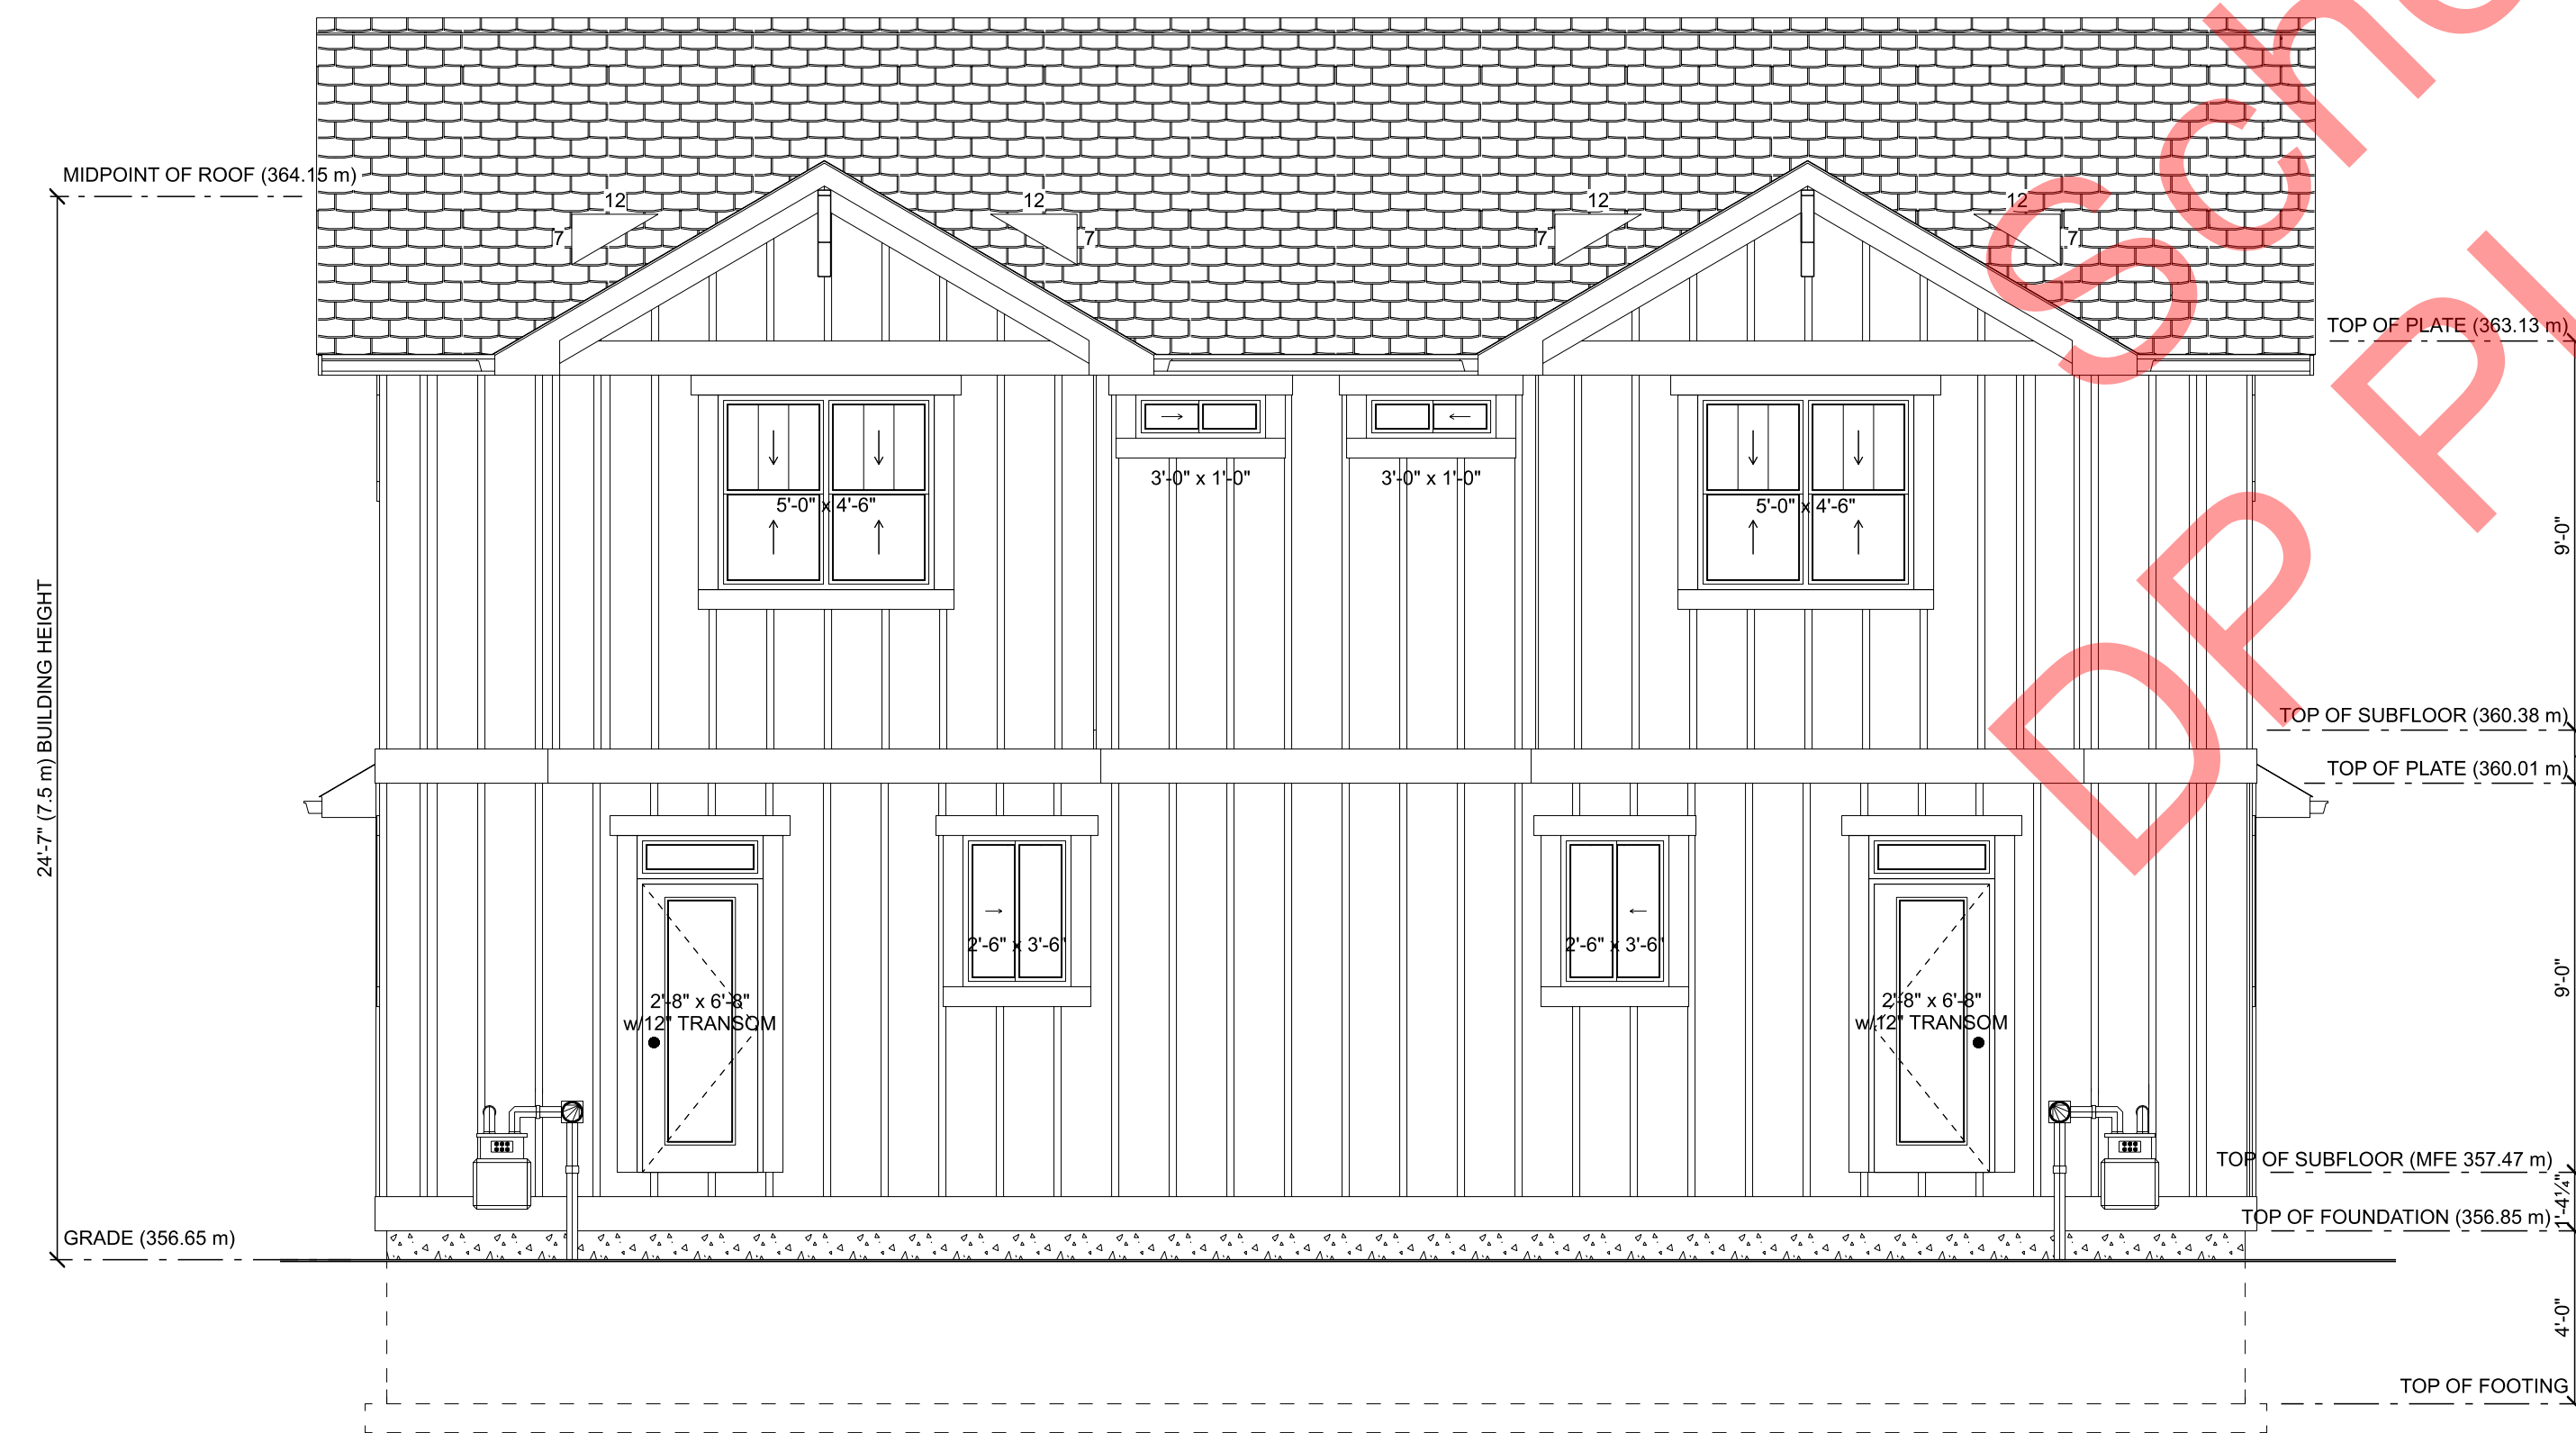 MIDPOINT OF ROOF (364.15 m)
12
7
12
7
12
7
12
7
TOP OF PLATE (363.13 m)
3'-0" x 1'-0"
3'-0" x 1'-0"
5'-0" x 4'-6"
5'-0" x 4'-6"
9'-0"
24'-7" (7.5 m) BUILDING HEIGHT
TOP OF SUBFLOOR (360.38 m)
TOP OF PLATE (360.01 m)
2'-6" x 3'-6"
2'-6" x 3'-6"
9'-0"
2'-8" x 6'-8"
w/12" TRANSOM
2'-8" x 6'-8"
w/12" TRANSOM
TOP OF SUBFLOOR (MFE 357.47 m)
1'-4¼"
TOP OF FOUNDATION (356.85 m)
GRADE (356.65 m)
4'-0"
TOP OF FOOTING
DP